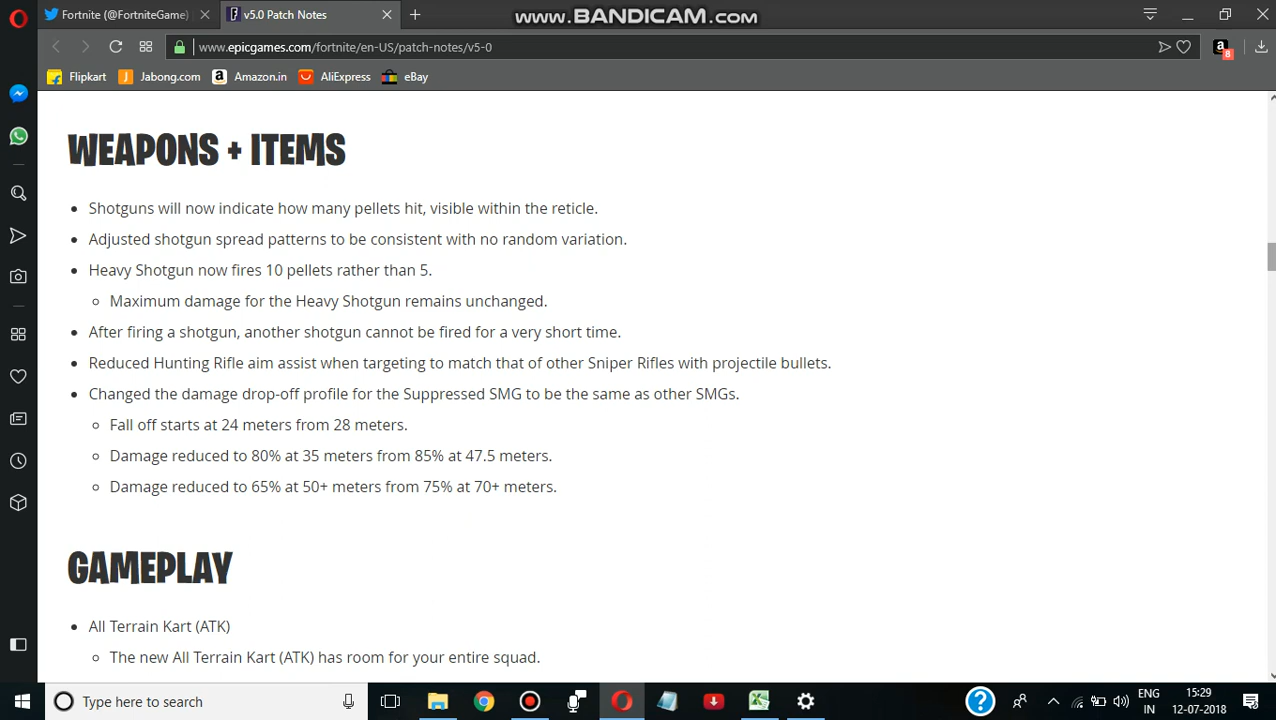 Fortnite (@FortniteGame)
v5.0 Patch Notes
www.BANDICAM.com
www.epicgames.com/fortnite/en-US/patch-notes/v5-0
8
Flipkart
Jabong.com
Amazon.in
AliExpress
eBay
WEAPONS + ITEMS
• Shotguns will now indicate how many pellets hit, visible within the reticle.
• Adjusted shotgun spread patterns to be consistent with no random variation.
• Heavy Shotgun now fires 10 pellets rather than 5.
○ Maximum damage for the Heavy Shotgun remains unchanged.
• After firing a shotgun, another shotgun cannot be fired for a very short time.
• Reduced Hunting Rifle aim assist when targeting to match that of other Sniper Rifles with projectile bullets.
• Changed the damage drop-off profile for the Suppressed SMG to be the same as other SMGs.
○ Fall off starts at 24 meters from 28 meters.
○ Damage reduced to 80% at 35 meters from 85% at 47.5 meters.
○ Damage reduced to 65% at 50+ meters from 75% at 70+ meters.
GAMEPLAY
• All Terrain Kart (ATK)
○ The new All Terrain Kart (ATK) has room for your entire squad.
Type here to search
ENG
IN
15:29
12-07-2018